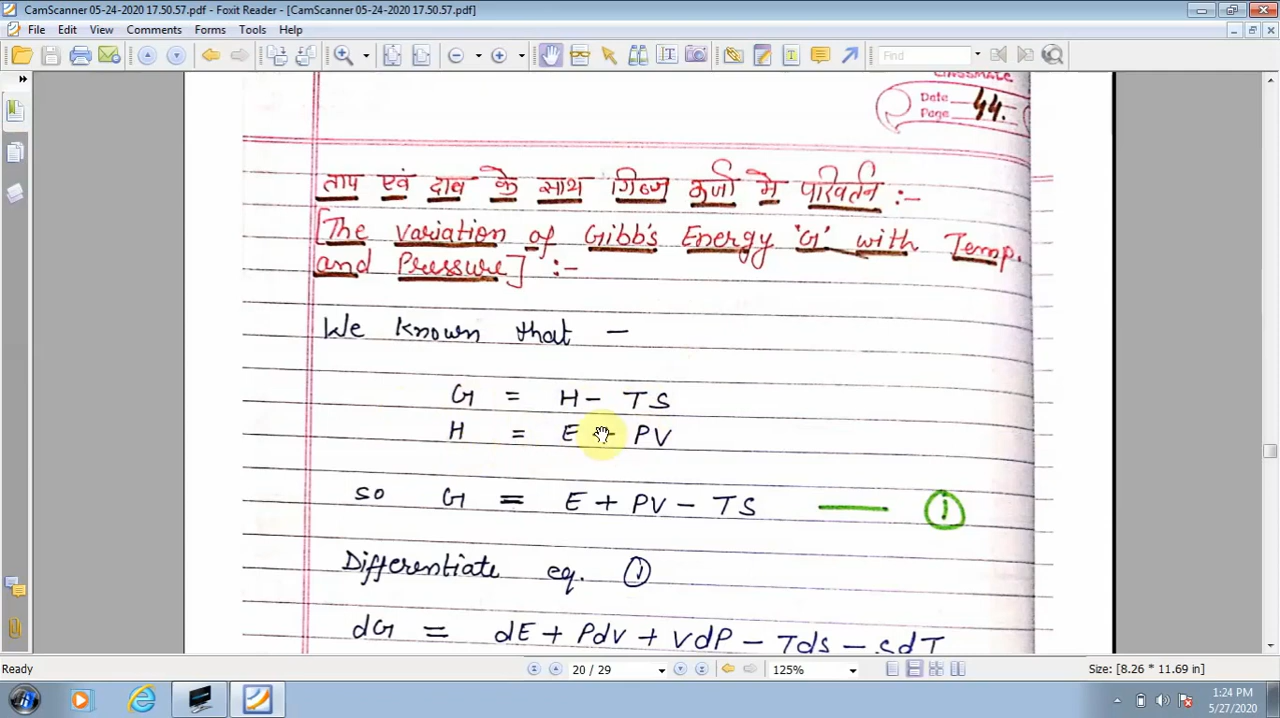 CamScanner 05-24-2020 17.50.57.pdf - Foxit Reader - [CamScanner 05-24-2020 17.50.57.pdf]
File Edit View Comments Forms Tools Help
Find
CLASSMATE
Date
Page 44.
ताप एवं दाब के साथ गिब्ज ऊर्जा मे परिवर्तन :-
[The variation of Gibb's Energy 'G' with Temp.
and Pressure] :-
We Known that -
G = H - TS
H = E PV
so G = E + PV - TS —— ①
Differentiate eq. ①
dG = dE + PdV + VdP - TdS - SdT
Ready
20 / 29
125%
Size: [8.26 * 11.69 in]
1:24 PM
5/27/2020